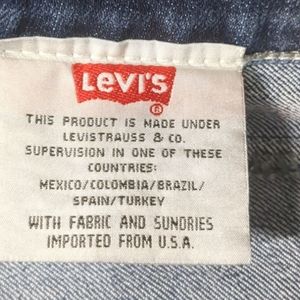 Levi's
®
THIS PRODUCT IS MADE UNDER
LEVISTRAUSS & CO.
SUPERVISION IN ONE OF THESE
COUNTRIES:
MEXICO/COLOMBIA/BRAZIL/
SPAIN/TURKEY
WITH FABRIC AND SUNDRIES
IMPORTED FROM U.S.A.